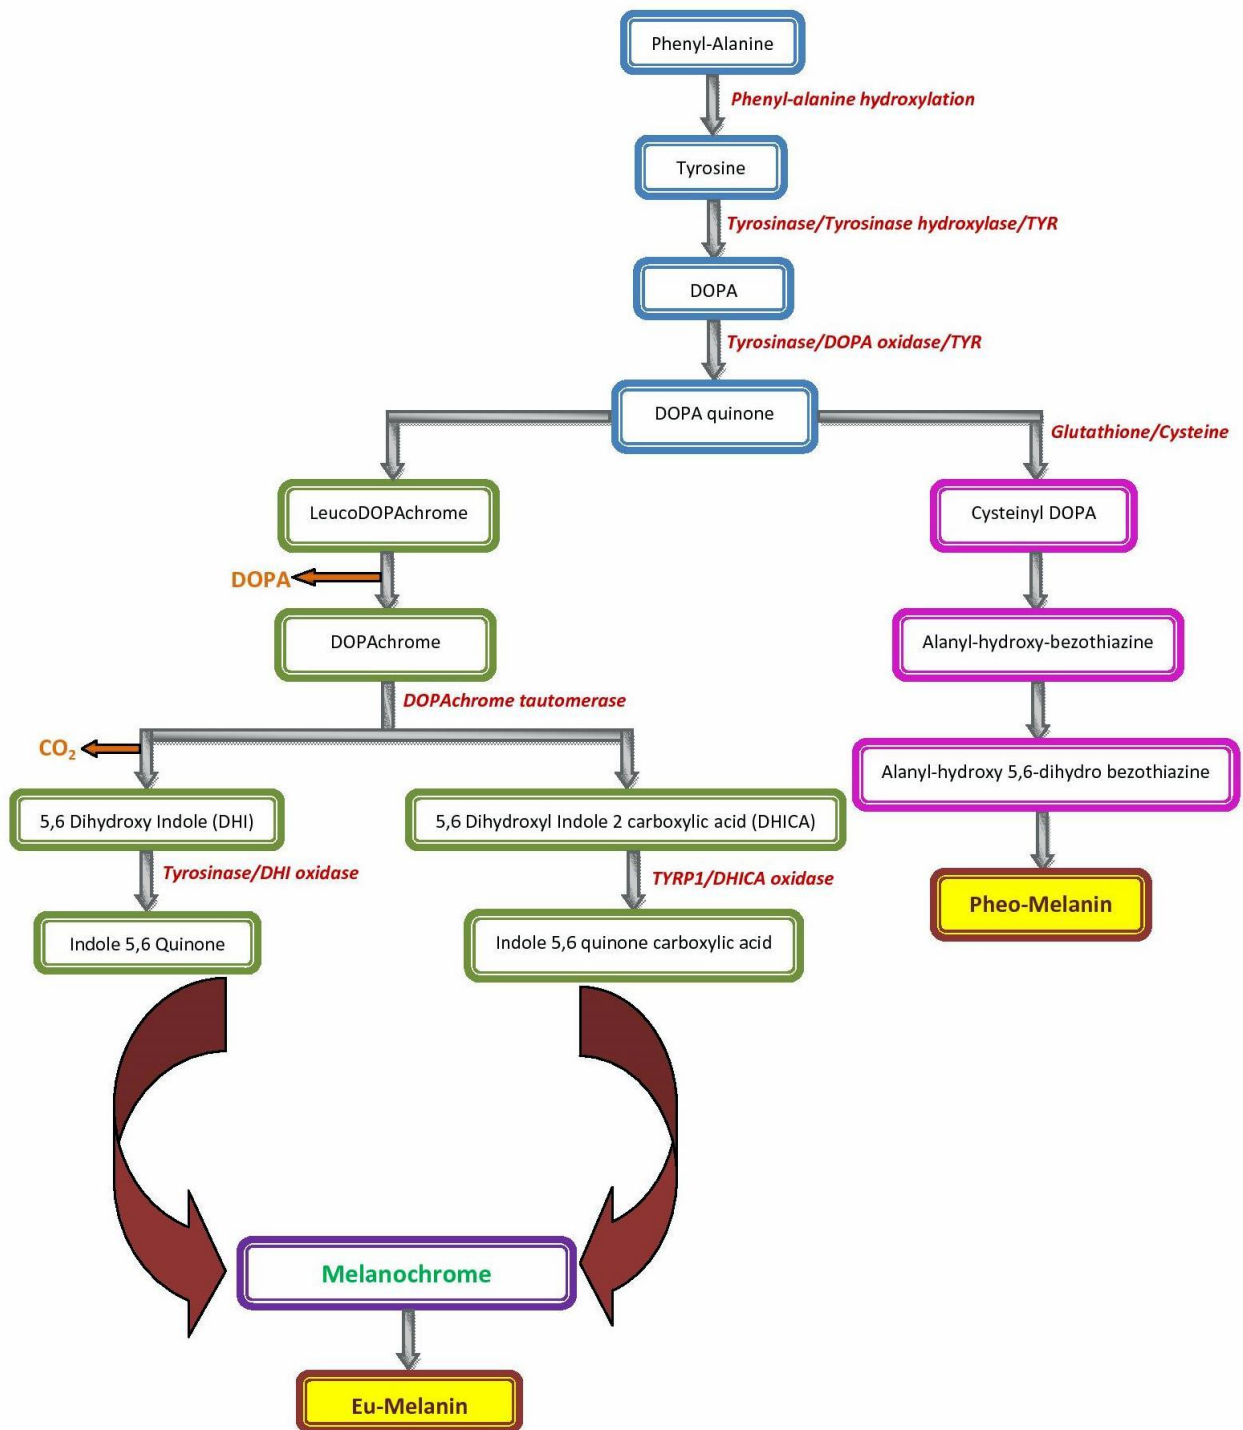 Phenyl-Alanine
Phenyl-alanine hydroxylation
Tyrosine
Tyrosinase/Tyrosinase hydroxylase/TYR
DOPA
Tyrosinase/DOPA oxidase/TYR
DOPA quinone
Glutathione/Cysteine
LeucoDOPAchrome
Cysteinyl DOPA
DOPA
DOPAchrome
Alanyl-hydroxy-bezothiazine
DOPAchrome tautomerase
CO₂
Alanyl-hydroxy 5,6-dihydro bezothiazine
5,6 Dihydroxy Indole (DHI)
5,6 Dihydroxyl Indole 2 carboxylic acid (DHICA)
Tyrosinase/DHI oxidase
TYRP1/DHICA oxidase
Pheo-Melanin
Indole 5,6 Quinone
Indole 5,6 quinone carboxylic acid
Melanochrome
Eu-Melanin